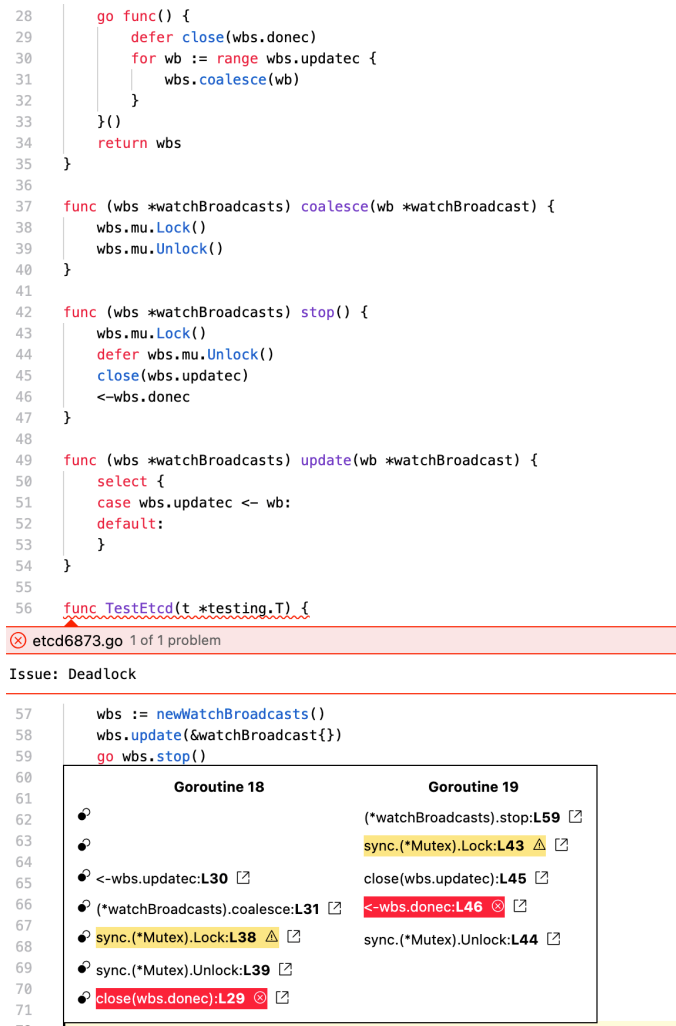 28 go func() {
29 defer close(wbs.donec)
30 for wb := range wbs.updatec {
31 wbs.coalesce(wb)
32 }
33 }()
34 return wbs
35 }
36
37 func (wbs *watchBroadcasts) coalesce(wb *watchBroadcast) {
38 wbs.mu.Lock()
39 wbs.mu.Unlock()
40 }
41
42 func (wbs *watchBroadcasts) stop() {
43 wbs.mu.Lock()
44 defer wbs.mu.Unlock()
45 close(wbs.updatec)
46 <-wbs.donec
47 }
48
49 func (wbs *watchBroadcasts) update(wb *watchBroadcast) {
50 select {
51 case wbs.updatec <- wb:
52 default:
53 }
54 }
55
56 func TestEtcd(t *testing.T) {
etcd6873.go 1 of 1 problem
Issue: Deadlock
57 wbs := newWatchBroadcasts()
58 wbs.update(&watchBroadcast{})
59 go wbs.stop()
60 Goroutine 18 Goroutine 19
61
62 (*watchBroadcasts).stop:L59
63 sync.(*Mutex).Lock:L43
64
65 <-wbs.updatec:L30 close(wbs.updatec):L45
66 (*watchBroadcasts).coalesce:L31 <-wbs.donec:L46
67
68 sync.(*Mutex).Lock:L38 sync.(*Mutex).Unlock:L44
69 sync.(*Mutex).Unlock:L39
70 close(wbs.donec):L29
71